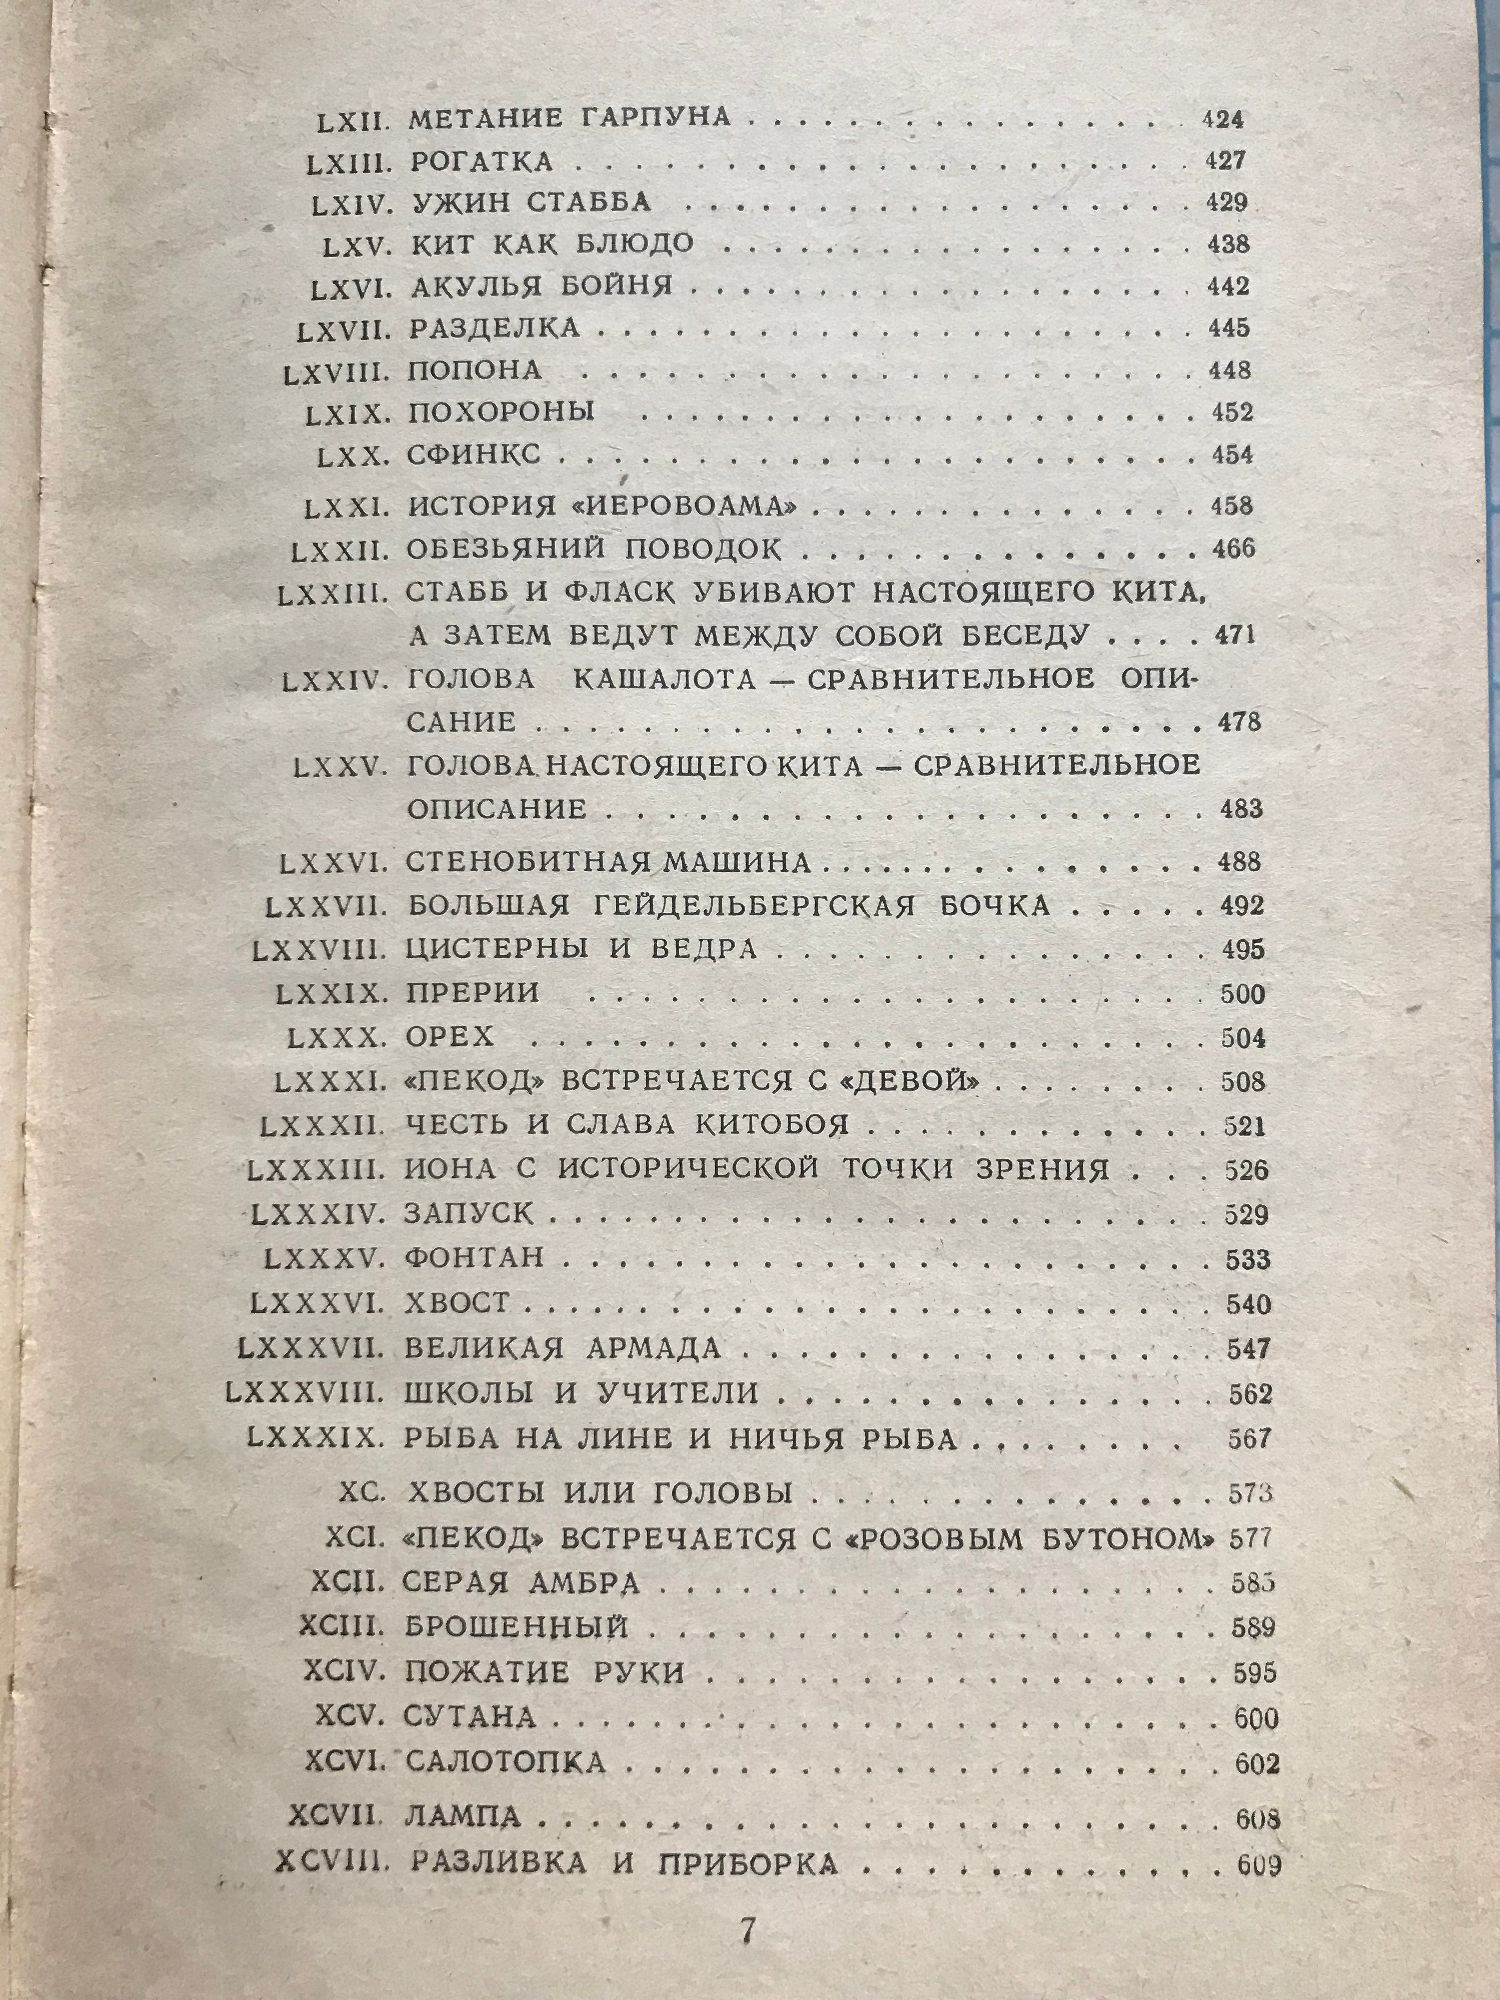 LXII. МЕТАНИЕ ГАРПУНА . . . . . . . . . . . . . . . . 424
LXIII. РОГАТКА . . . . . . . . . . . . . . . . . . . . . . 427
LXIV. УЖИН СТАББА . . . . . . . . . . . . . . . . . . 429
LXV. КИТ КАК БЛЮДО . . . . . . . . . . . . . . . . . 438
LXVI. АКУЛЬЯ БОЙНЯ . . . . . . . . . . . . . . . . . . 442
LXVII. РАЗДЕЛКА . . . . . . . . . . . . . . . . . . . . . 445
LXVIII. ПОПОНА . . . . . . . . . . . . . . . . . . . . . 448
LXIX. ПОХОРОНЫ . . . . . . . . . . . . . . . . . . . 452
LXX. СФИНКС . . . . . . . . . . . . . . . . . . . . . . 454
LXXI. ИСТОРИЯ «ИЕРОВОАМА» . . . . . . . . . . . . . . 458
LXXII. ОБЕЗЬЯНИЙ ПОВОДОК . . . . . . . . . . . . . . 466
LXXIII. СТАББ И ФЛАСК УБИВАЮТ НАСТОЯЩЕГО КИТА,
А ЗАТЕМ ВЕДУТ МЕЖДУ СОБОЙ БЕСЕДУ . . . . 471
LXXIV. ГОЛОВА КАШАЛОТА — СРАВНИТЕЛЬНОЕ ОПИ-
САНИЕ . . . . . . . . . . . . . . . . . . . . . . . 478
LXXV. ГОЛОВА НАСТОЯЩЕГО КИТА — СРАВНИТЕЛЬНОЕ
ОПИСАНИЕ . . . . . . . . . . . . . . . . . . . . 483
LXXVI. СТЕНОБИТНАЯ МАШИНА . . . . . . . . . . . . . . 488
LXXVII. БОЛЬШАЯ ГЕЙДЕЛЬБЕРГСКАЯ БОЧКА . . . . . 492
LXXVIII. ЦИСТЕРНЫ И ВЕДРА . . . . . . . . . . . . . . . 495
LXXIX. ПРЕРИИ . . . . . . . . . . . . . . . . . . . . . . 500
LXXX. ОРЕХ . . . . . . . . . . . . . . . . . . . . . . . 504
LXXXI. «ПЕКОД» ВСТРЕЧАЕТСЯ С «ДЕВОЙ» . . . . . . . . 508
LXXXII. ЧЕСТЬ И СЛАВА КИТОБОЯ . . . . . . . . . . . . 521
LXXXIII. ИОНА С ИСТОРИЧЕСКОЙ ТОЧКИ ЗРЕНИЯ . . . 526
LXXXIV. ЗАПУСК . . . . . . . . . . . . . . . . . . . . . . . 529
LXXXV. ФОНТАН . . . . . . . . . . . . . . . . . . . . . . . 533
LXXXVI. ХВОСТ . . . . . . . . . . . . . . . . . . . . . . . . 540
LXXXVII. ВЕЛИКАЯ АРМАДА . . . . . . . . . . . . . . . . . 547
LXXXVIII. ШКОЛЫ И УЧИТЕЛИ . . . . . . . . . . . . . . . 562
LXXXIX. РЫБА НА ЛИНЕ И НИЧЬЯ РЫБА . . . . . . . . 567
XC. ХВОСТЫ ИЛИ ГОЛОВЫ . . . . . . . . . . . . . . 573
XCI. «ПЕКОД» ВСТРЕЧАЕТСЯ С «РОЗОВЫМ БУТОНОМ» 577
XCII. СЕРАЯ АМБРА . . . . . . . . . . . . . . . . . . . . 585
XCIII. БРОШЕННЫЙ . . . . . . . . . . . . . . . . . . . . 589
XCIV. ПОЖАТИЕ РУКИ . . . . . . . . . . . . . . . . . . 595
XCV. СУТАНА . . . . . . . . . . . . . . . . . . . . . . . 600
XCVI. САЛОТОПКА . . . . . . . . . . . . . . . . . . . . . 602
XCVII. ЛАМПА . . . . . . . . . . . . . . . . . . . . . . . . 608
XCVIII. РАЗЛИВКА И ПРИБОРКА . . . . . . . . . . . . . 609
7